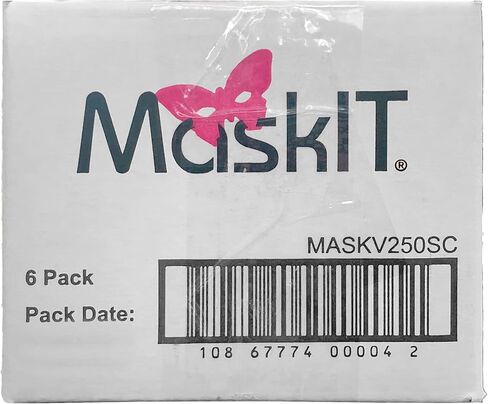 MaskIT®
MASKV250SC
6 Pack
Pack Date:
108 67774 00004 2